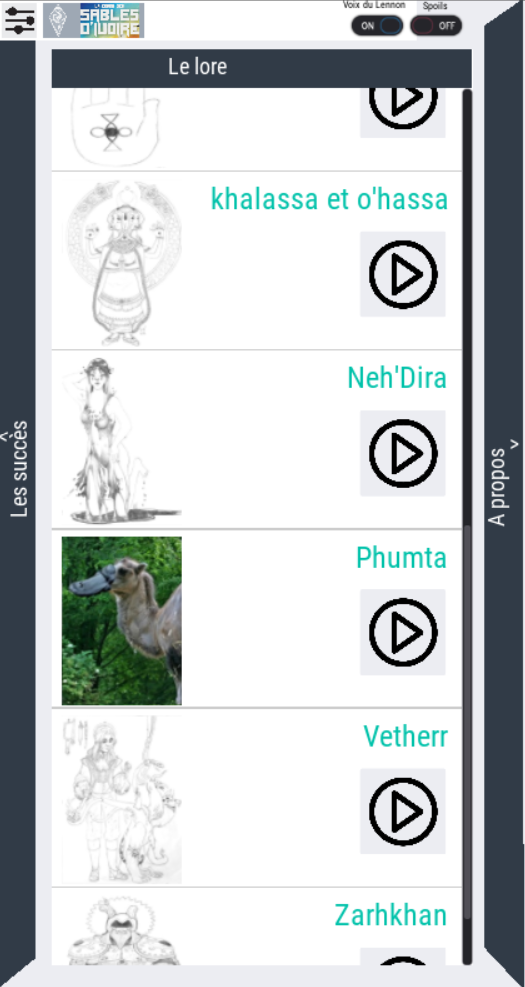 SABLES
D'IVOIRE
Voix du Lennon
Spoils
ON
OFF
Le lore
khalassa et o'hassa
Neh'Dira
Phumta
Vetherr
Zarhkhan
Les succès
A propos